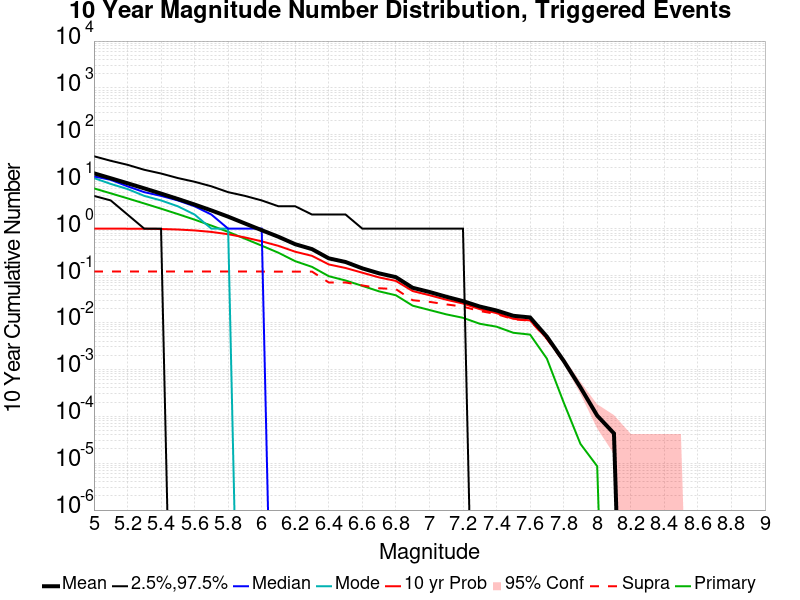 10 Year Magnitude Number Distribution, Triggered Events
10 Year Cumulative Number
10 4
10 3
10 2
10 1
10 0
10 -1
10 -2
10 -3
10 -4
10 -5
10 -6
5 5.2 5.4 5.6 5.8 6 6.2 6.4 6.6 6.8 7 7.2 7.4 7.6 7.8 8 8.2 8.4 8.6 8.8 9
Magnitude
Mean 2.5%,97.5% Median Mode 10 yr Prob 95% Conf Supra Primary